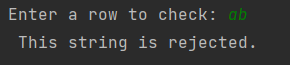 Enter a row to check: ab
This string is rejected.